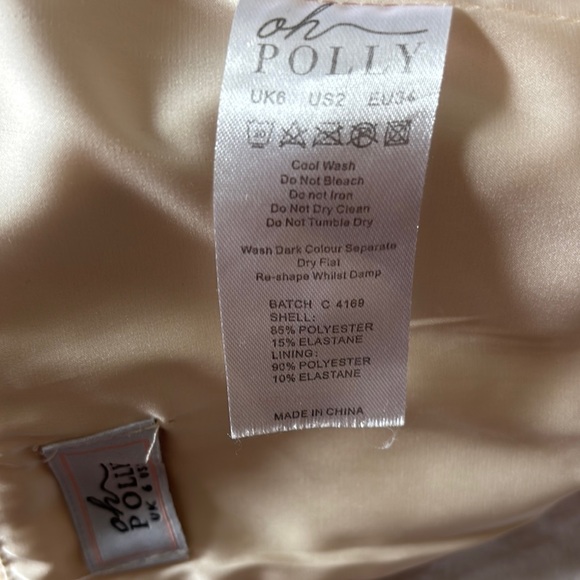 oh
POLLY
UK6 US2 EU34
Cool Wash
Do Not Bleach
Do not Iron
Do Not Dry Clean
Do Not Tumble Dry
Wash Dark Colour Separate
Dry Flat
Re-shape Whilst Damp
BATCH C 4169
SHELL:
85% POLYESTER
15% ELASTANE
LINING:
90% POLYESTER
10% ELASTANE
MADE IN CHINA
oh
POLLY
UK 6